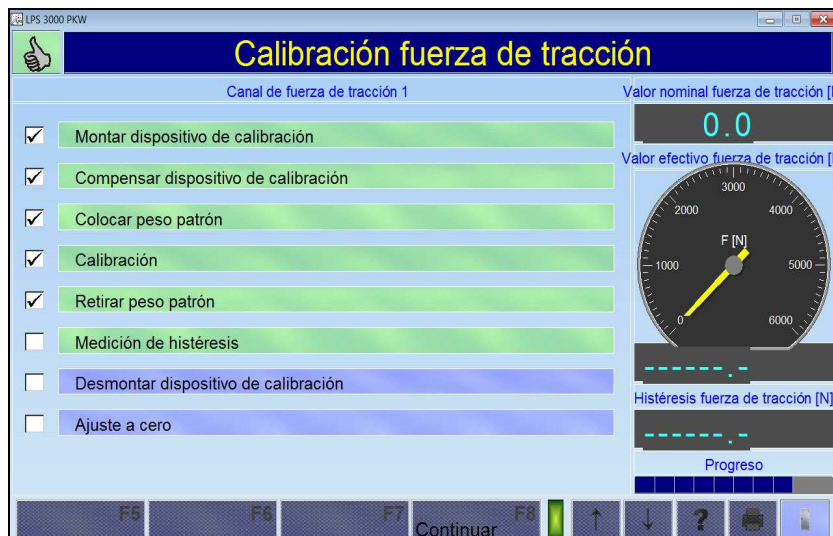 LPS 3000 PKW
Calibración fuerza de tracción
Canal de fuerza de tracción 1
Valor nominal fuerza de tracción [
0.0
Montar dispositivo de calibración
Valor efectivo fuerza de tracción [
Compensar dispositivo de calibración
Colocar peso patrón
Calibración
Retirar peso patrón
Medición de histéresis
Desmontar dispositivo de calibración
Ajuste a cero
0
1000
2000
3000
4000
5000
6000
F [N]
------.-
Histéresis fuerza de tracción [N]
------.-
Progreso
F5
F6
F7
F8
Continuar
?